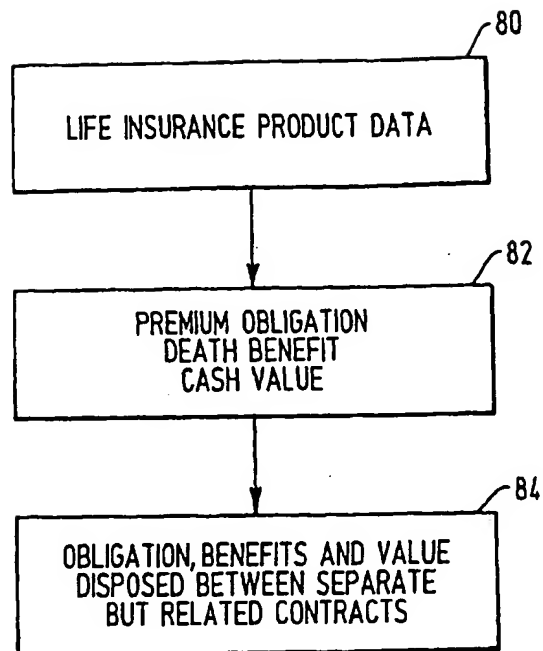 80
LIFE INSURANCE PRODUCT DATA
82
PREMIUM OBLIGATION
DEATH BENEFIT
CASH VALUE
84
OBLIGATION, BENEFITS AND VALUE
DISPOSED BETWEEN SEPARATE
BUT RELATED CONTRACTS